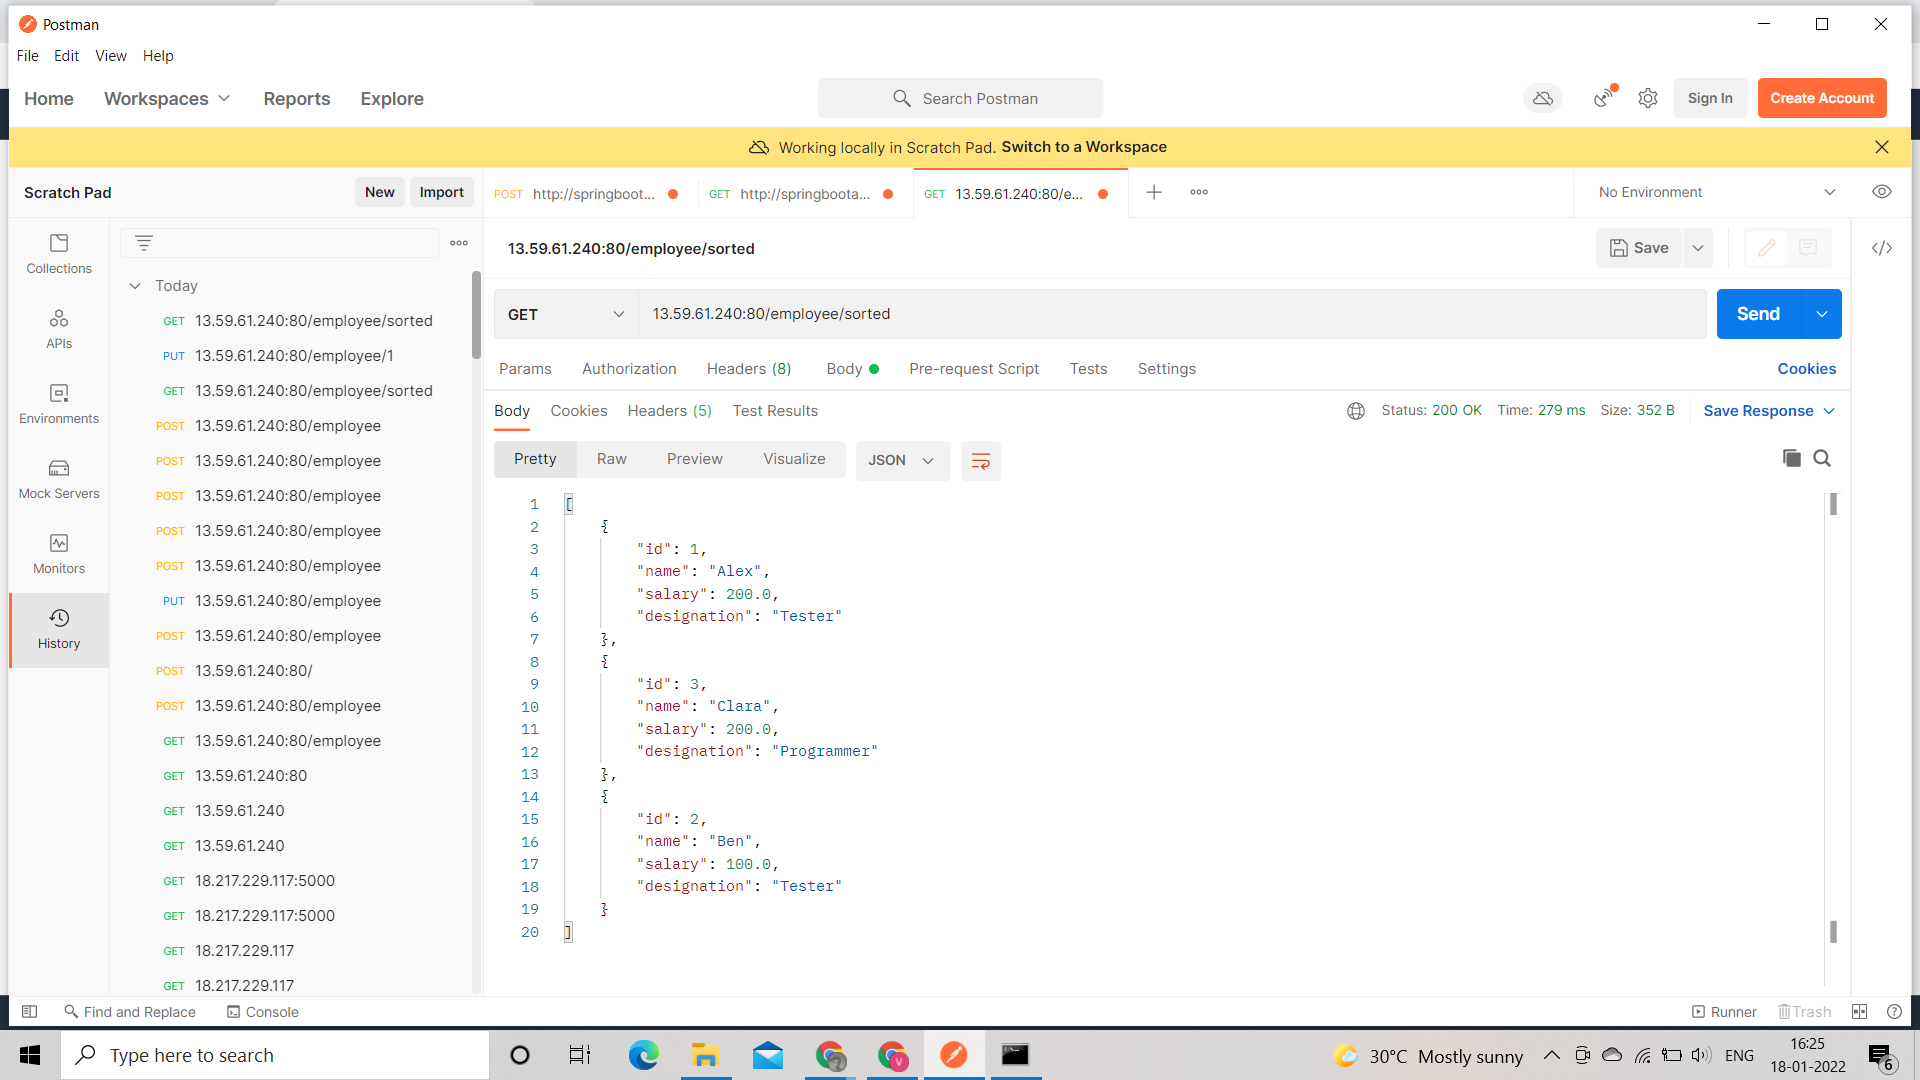 Postman
File Edit View Help
Home Workspaces Reports Explore
Search Postman
Sign In
Create Account
Working locally in Scratch Pad. Switch to a Workspace
Scratch Pad
New
Import
POST http://springboot...
GET http://springboota...
GET 13.59.61.240:80/e...
No Environment
Collections
APIs
Environments
Mock Servers
Monitors
History
Today
GET 13.59.61.240:80/employee/sorted
PUT 13.59.61.240:80/employee/1
GET 13.59.61.240:80/employee/sorted
POST 13.59.61.240:80/employee
POST 13.59.61.240:80/employee
POST 13.59.61.240:80/employee
POST 13.59.61.240:80/employee
POST 13.59.61.240:80/employee
PUT 13.59.61.240:80/employee
POST 13.59.61.240:80/employee
POST 13.59.61.240:80/
POST 13.59.61.240:80/employee
GET 13.59.61.240:80/employee
GET 13.59.61.240:80
GET 13.59.61.240
GET 13.59.61.240
GET 18.217.229.117:5000
GET 18.217.229.117:5000
GET 18.217.229.117
GET 18.217.229.117
13.59.61.240:80/employee/sorted
Save
GET 13.59.61.240:80/employee/sorted
Send
Params Authorization Headers (8) Body Pre-request Script Tests Settings Cookies
Body Cookies Headers (5) Test Results
Status: 200 OK Time: 279 ms Size: 352 B Save Response
Pretty Raw Preview Visualize JSON
1 [
2 {
3 "id": 1,
4 "name": "Alex",
5 "salary": 200.0,
6 "designation": "Tester"
7 },
8 {
9 "id": 3,
10 "name": "Clara",
11 "salary": 200.0,
12 "designation": "Programmer"
13 },
14 {
15 "id": 2,
16 "name": "Ben",
17 "salary": 100.0,
18 "designation": "Tester"
19 }
20 ]
Find and Replace Console
Runner Trash
Type here to search
30°C Mostly sunny
ENG
16:25
18-01-2022
6
V